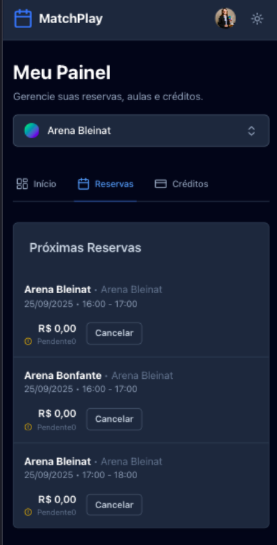 MatchPlay
Meu Painel
Gerencie suas reservas, aulas e créditos.
Arena Bleinat
Início Reservas Créditos
Próximas Reservas
Arena Bleinat • Arena Bleinat
25/09/2025 • 16:00 - 17:00
R$ 0,00
Pendente0
Cancelar
Arena Bonfante • Arena Bleinat
25/09/2025 • 16:00 - 17:00
R$ 0,00
Pendente0
Cancelar
Arena Bleinat • Arena Bleinat
25/09/2025 • 17:00 - 18:00
R$ 0,00
Pendente0
Cancelar